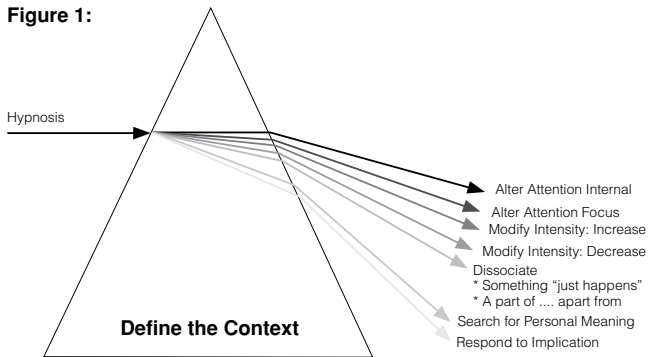 Figure 1:
Hypnosis
Alter Attention Internal
Alter Attention Focus
Modify Intensity: Increase
Modify Intensity: Decrease
Dissociate
* Something “just happens”
* A part of .... apart from
Search for Personal Meaning
Respond to Implication
Define the Context